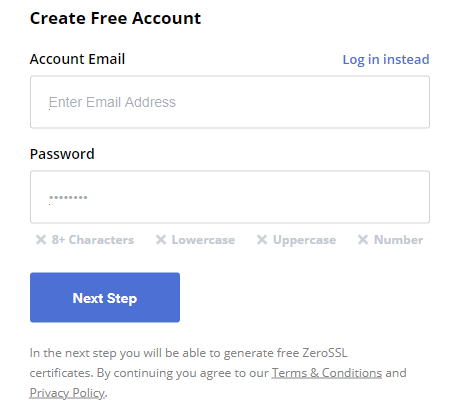 Create Free Account
Account Email Log in instead
Enter Email Address
Password
********
8+ Characters Lowercase Uppercase Number
Next Step
In the next step you will be able to generate free ZeroSSL
certificates. By continuing you agree to our Terms & Conditions and
Privacy Policy.